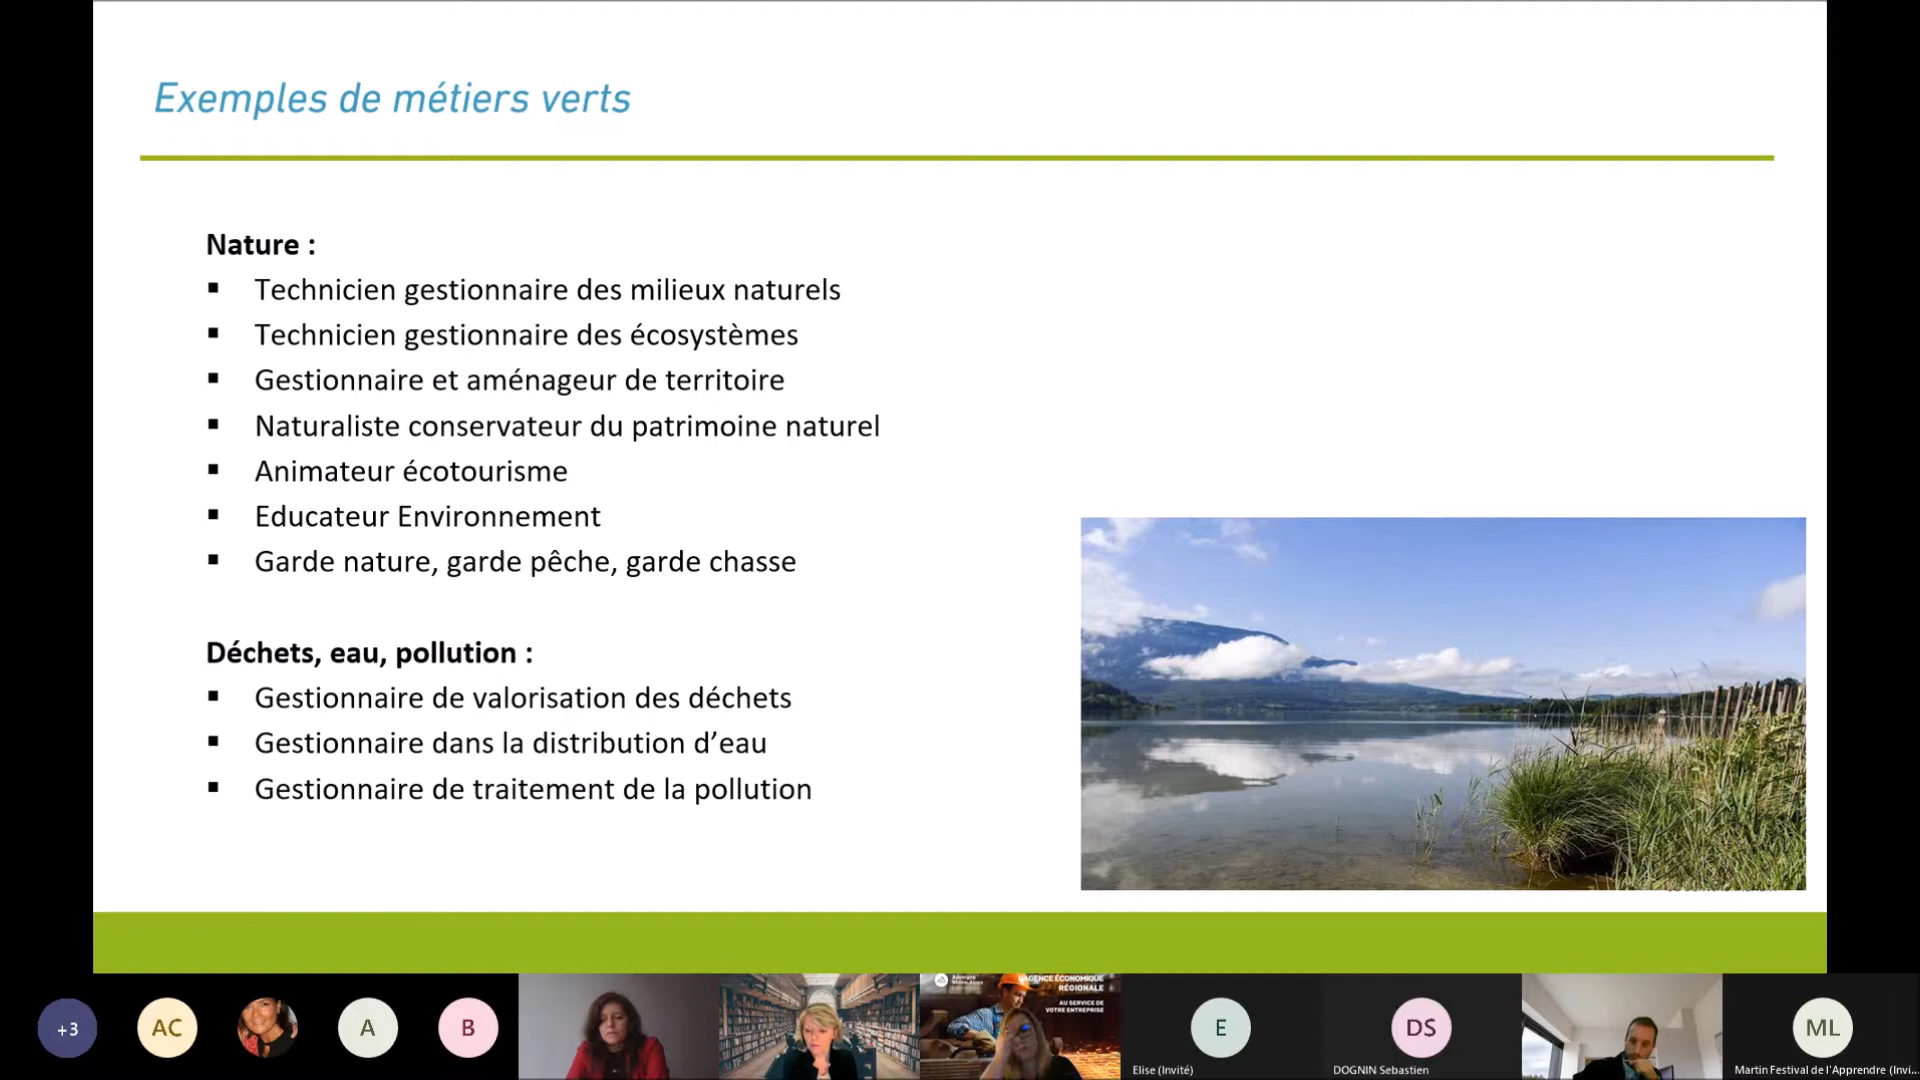 Exemples de métiers verts
Nature :
Technicien gestionnaire des milieux naturels
Technicien gestionnaire des écosystèmes
Gestionnaire et aménageur de territoire
Naturaliste conservateur du patrimoine naturel
Animateur écotourisme
Educateur Environnement
Garde nature, garde pêche, garde chasse
Déchets, eau, pollution :
Gestionnaire de valorisation des déchets
Gestionnaire dans la distribution d’eau
Gestionnaire de traitement de la pollution
+3
AC
A
B
Auvergne
Rhône-Alpes
AGENCE ÉCONOMIQUE
RÉGIONALE
AU SERVICE DE
VOTRE ENTREPRISE
E
Elise (Invité)
DS
DOGNIN Sebastien
ML
Martin Festival de l'Apprendre (Invi...